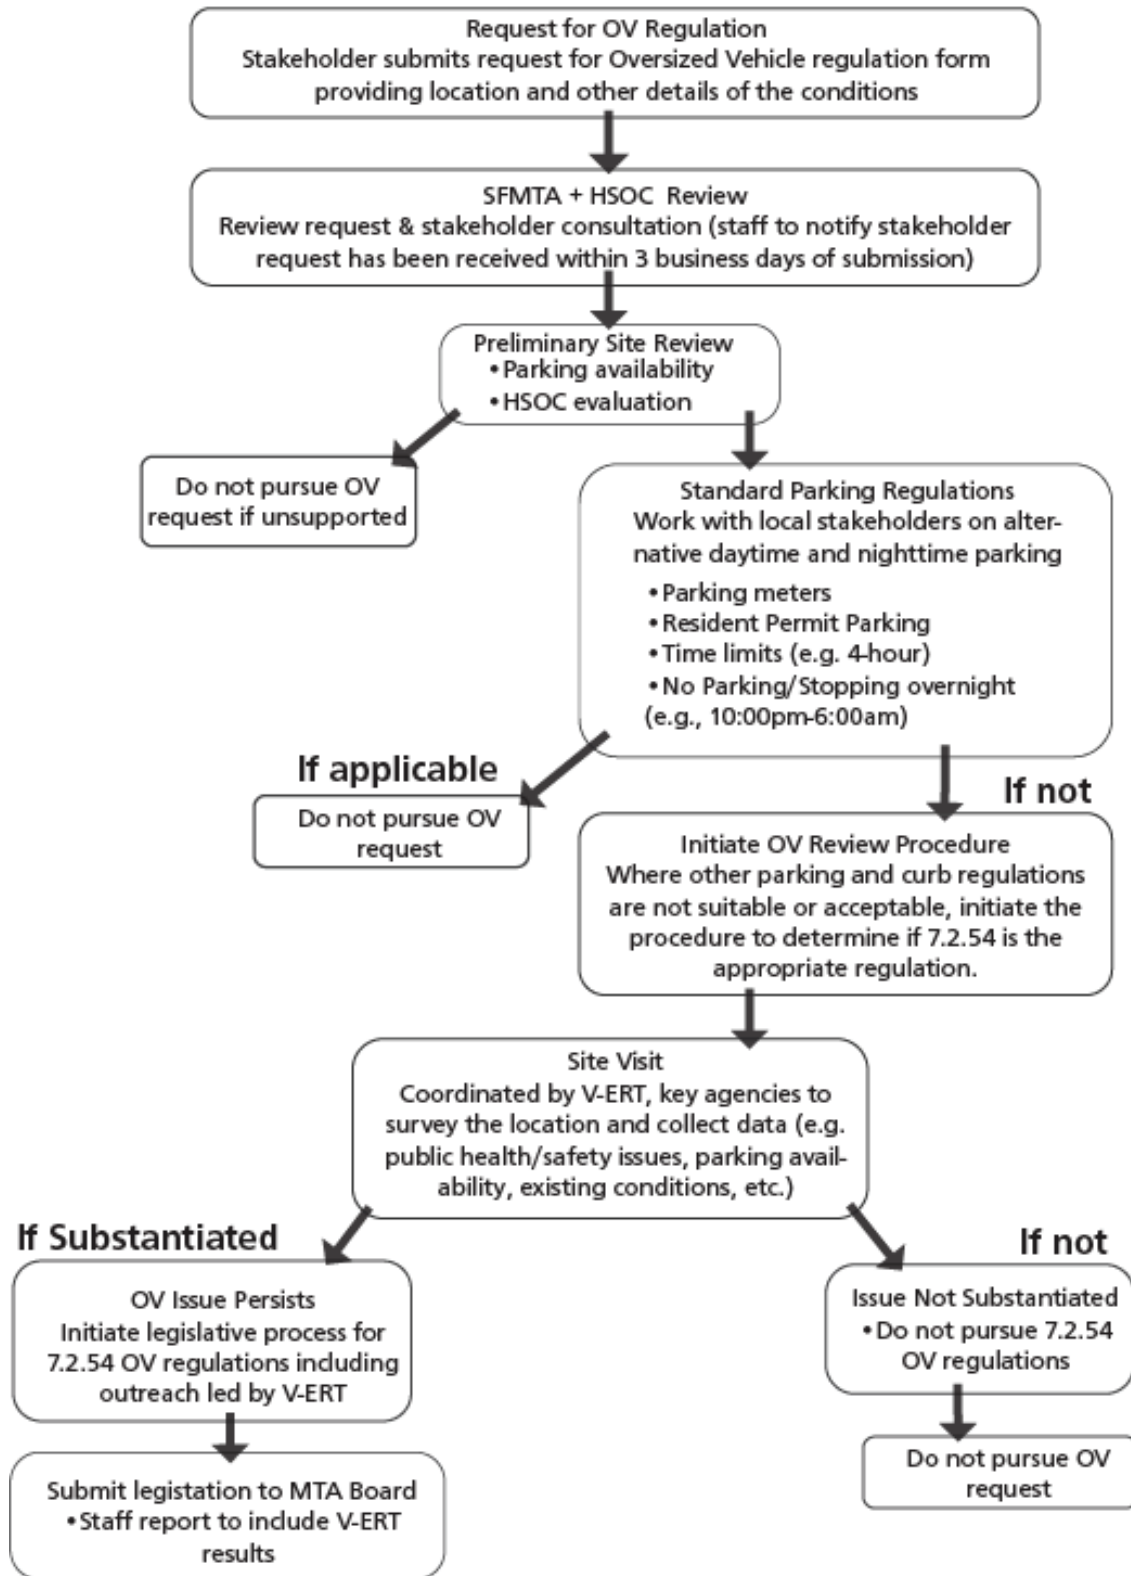 Request for OV Regulation
Stakeholder submits request for Oversized Vehicle regulation form
providing location and other details of the conditions
SFMTA + HSOC Review
Review request & stakeholder consultation (staff to notify stakeholder
request has been received within 3 business days of submission)
Preliminary Site Review
•Parking availability
•HSOC evaluation
Do not pursue OV
request if unsupported
Standard Parking Regulations
Work with local stakeholders on alter-
native daytime and nighttime parking
•Parking meters
•Resident Permit Parking
•Time limits (e.g. 4-hour)
•No Parking/Stopping overnight
(e.g., 10:00pm-6:00am)
If applicable
Do not pursue OV
request
If not
Initiate OV Review Procedure
Where other parking and curb regulations
are not suitable or acceptable, initiate the
procedure to determine if 7.2.54 is the
appropriate regulation.
Site Visit
Coordinated by V-ERT, key agencies to
survey the location and collect data (e.g.
public health/safety issues, parking avail-
ability, existing conditions, etc.)
If Substantiated
OV Issue Persists
Initiate legislative process for
7.2.54 OV regulations including
outreach led by V-ERT
Submit legistation to MTA Board
•Staff report to include V-ERT
results
If not
Issue Not Substantiated
•Do not pursue 7.2.54
OV regulations
Do not pursue OV
request